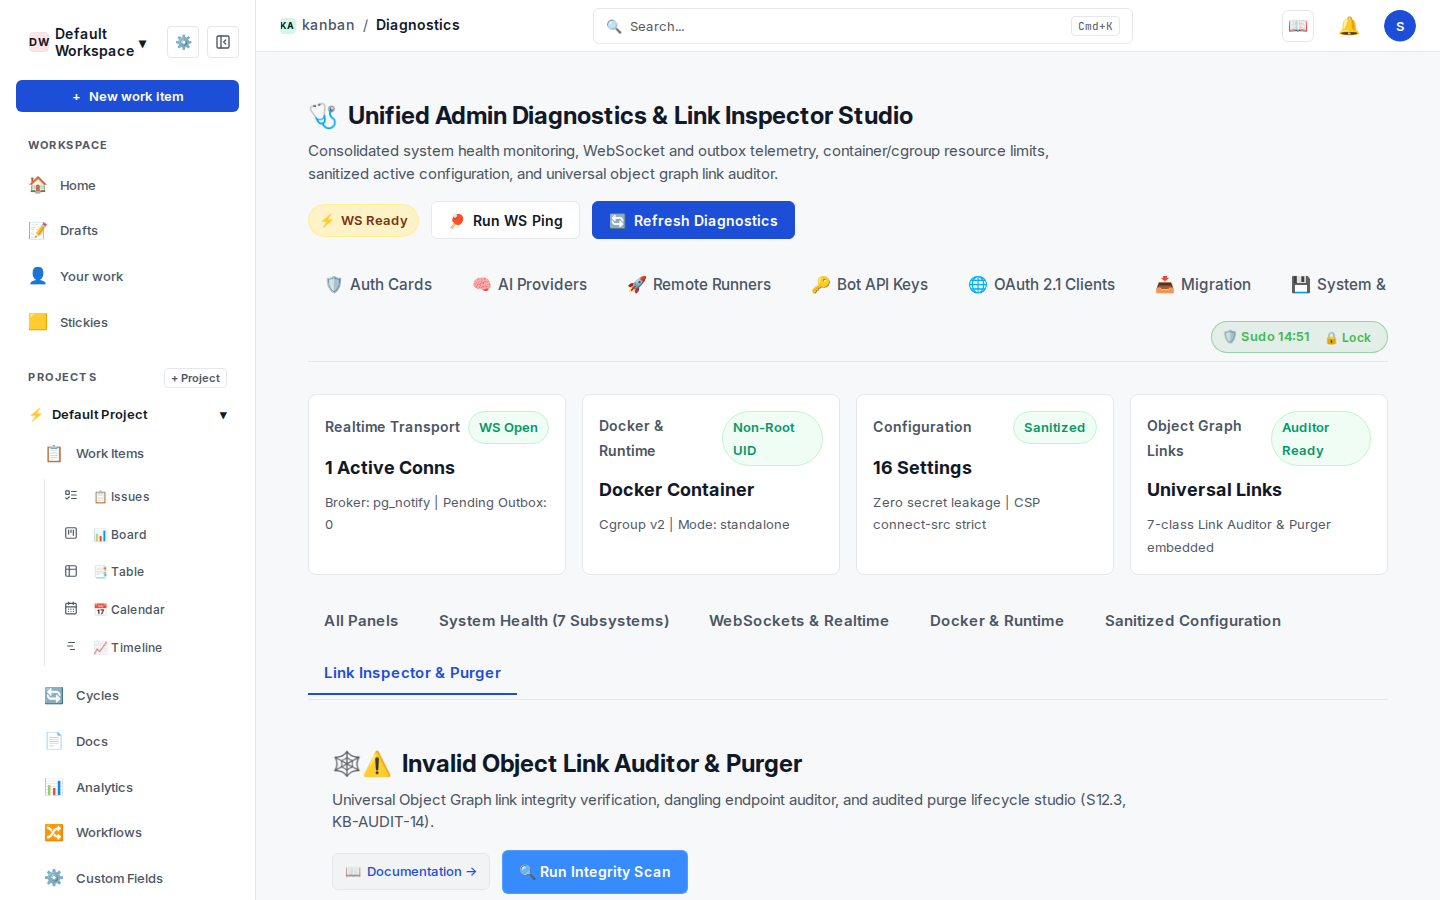 DW Default Workspace ▾
+ New work item
WORKSPACE
Home
Drafts
Your work
Stickies
PROJECTS + Project
Default Project ▾
Work Items
Issues
Board
Table
Calendar
Timeline
Cycles
Docs
Analytics
Workflows
Custom Fields
KA kanban / Diagnostics
Search... Cmd+K
S
Unified Admin Diagnostics & Link Inspector Studio
Consolidated system health monitoring, WebSocket and outbox telemetry, container/cgroup resource limits,
sanitized active configuration, and universal object graph link auditor.
WS Ready Run WS Ping Refresh Diagnostics
Auth Cards AI Providers Remote Runners Bot API Keys OAuth 2.1 Clients Migration System &
Sudo 14:51 Lock
Realtime Transport WS Open
1 Active Conns
Broker: pg_notify | Pending Outbox:
0
Docker &
Runtime
Non-Root
UID
Docker Container
Cgroup v2 | Mode: standalone
Configuration Sanitized
16 Settings
Zero secret leakage | CSP
connect-src strict
Object Graph
Links
Auditor
Ready
Universal Links
7-class Link Auditor & Purger
embedded
All Panels System Health (7 Subsystems) WebSockets & Realtime Docker & Runtime Sanitized Configuration
Link Inspector & Purger
Invalid Object Link Auditor & Purger
Universal Object Graph link integrity verification, dangling endpoint auditor, and audited purge lifecycle studio (S12.3,
KB-AUDIT-14).
Documentation → Run Integrity Scan